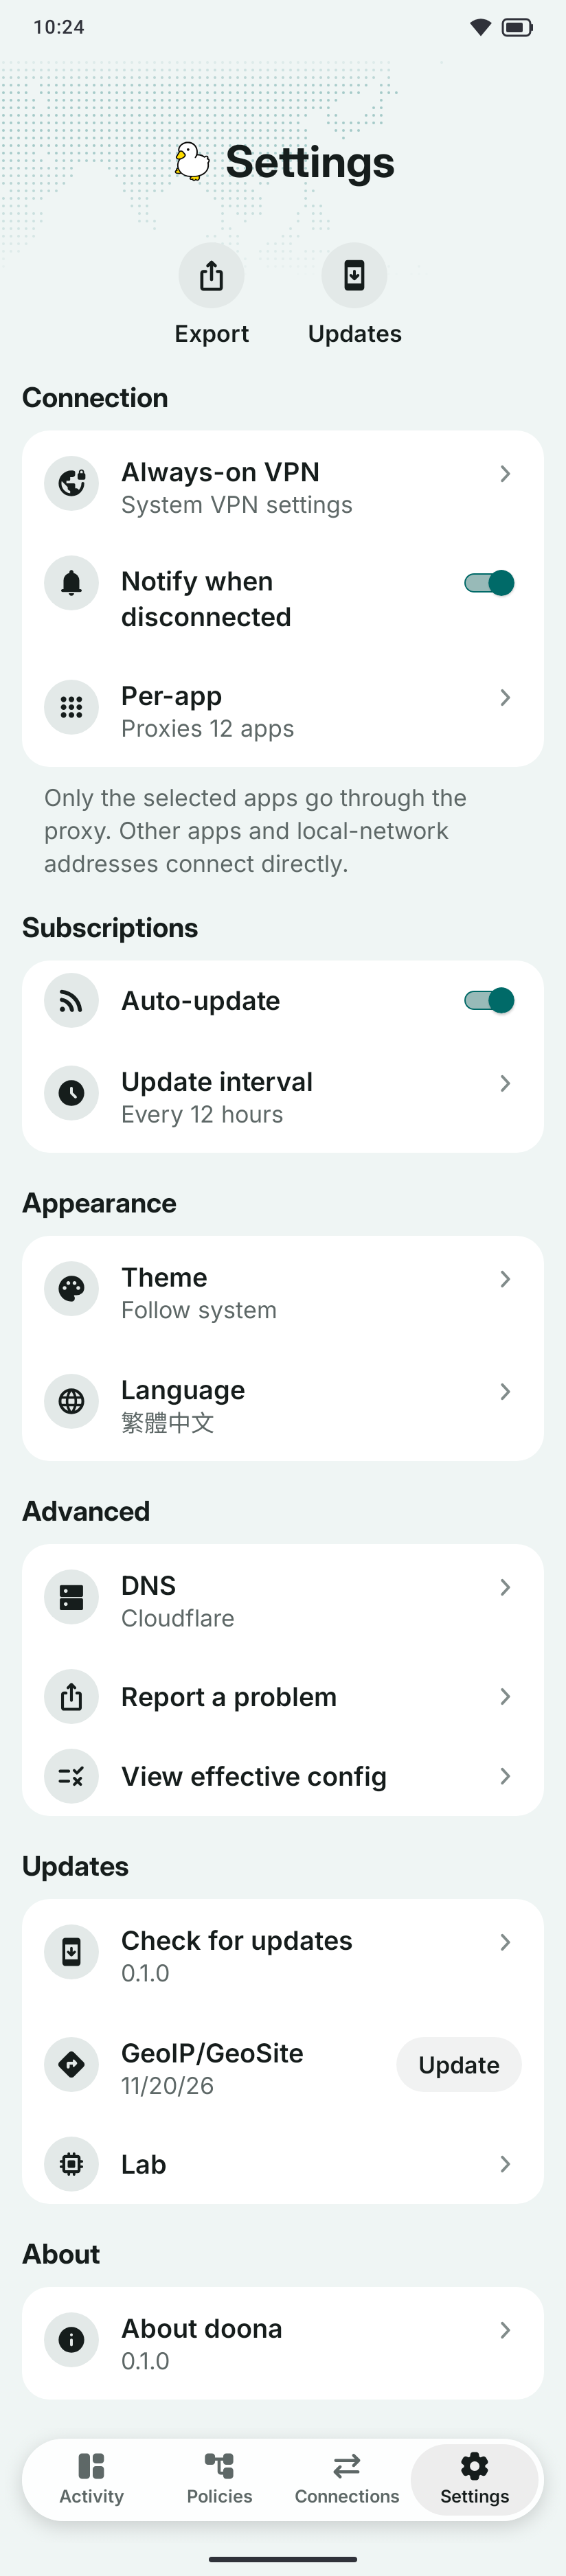 10:24
Settings
Export
Updates
Connection
Always-on VPN
System VPN settings
Notify when
disconnected
Per-app
Proxies 12 apps
Only the selected apps go through the
proxy. Other apps and local-network
addresses connect directly.
Subscriptions
Auto-update
Update interval
Every 12 hours
Appearance
Theme
Follow system
Language
繁體中文
Advanced
DNS
Cloudflare
Report a problem
View effective config
Updates
Check for updates
0.1.0
GeoIP/GeoSite
11/20/26
Update
Lab
About
About doona
0.1.0
Activity
Policies
Connections
Settings